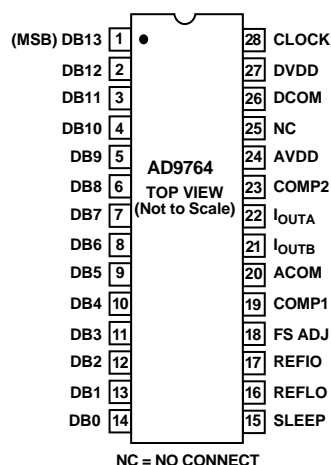 (MSB) DB13 1 28 CLOCK
DB12 2 27 DVDD
DB11 3 26 DCOM
DB10 4 25 NC
DB9 5 24 AVDD
DB8 6 23 COMP2
DB7 7 22 IOUTA
DB6 8 21 IOUTB
DB5 9 20 ACOM
DB4 10 19 COMP1
DB3 11 18 FS ADJ
DB2 12 17 REFIO
DB1 13 16 REFLO
DB0 14 15 SLEEP
AD9764
TOP VIEW
(Not to Scale)
NC = NO CONNECT